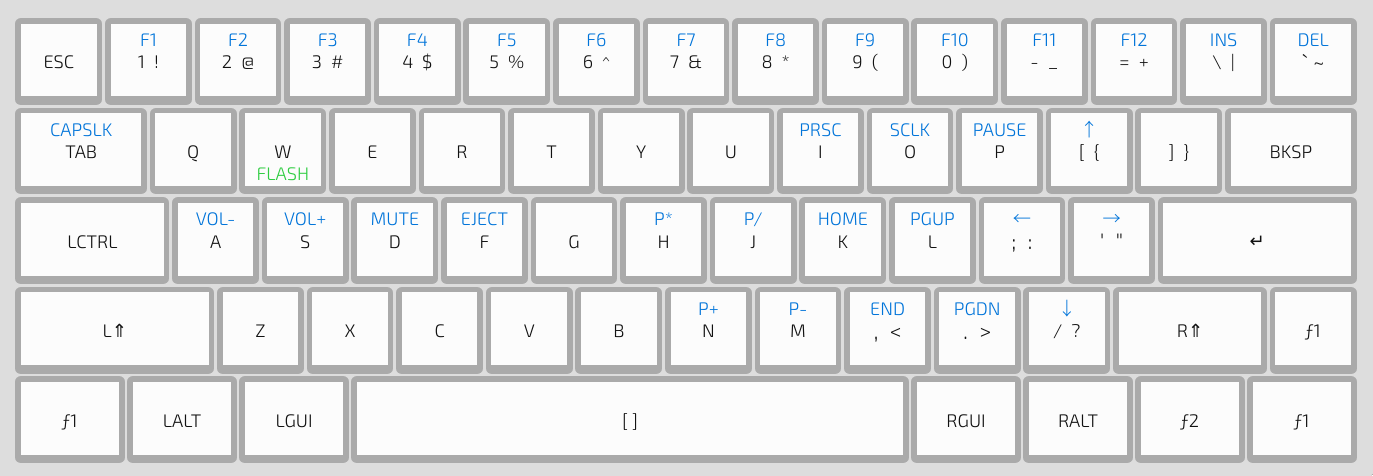 F1 F2 F3 F4 F5 F6 F7 F8 F9 F10 F11 F12 INS DEL
ESC 1 ! 2 @ 3 # 4 $ 5 % 6 ^ 7 & 8 * 9 ( 0 ) - _ = + \ | ` ~
CAPSLK PRSC SCLK PAUSE ↑
TAB Q W E R T Y U I O P [ { ] } BKSP
FLASH
VOL- VOL+ MUTE EJECT P* P/ HOME PGUP ← →
LCTRL A S D F G H J K L ; : ' " ↵
P+ P- END PGDN ↓
L⇑ Z X C V B N M , < . > / ? R⇑ ƒ1
ƒ1 LALT LGUI [ ] RGUI RALT ƒ2 ƒ1